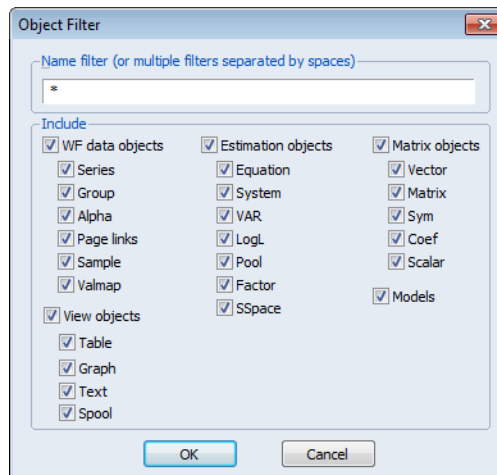 Object Filter
Name filter (or multiple filters separated by spaces)
*
Include
WF data objects
Series
Group
Alpha
Page links
Sample
Valmap
View objects
Table
Graph
Text
Spool
Estimation objects
Equation
System
VAR
LogL
Pool
Factor
SSpace
Matrix objects
Vector
Matrix
Sym
Coef
Scalar
Models
OK
Cancel